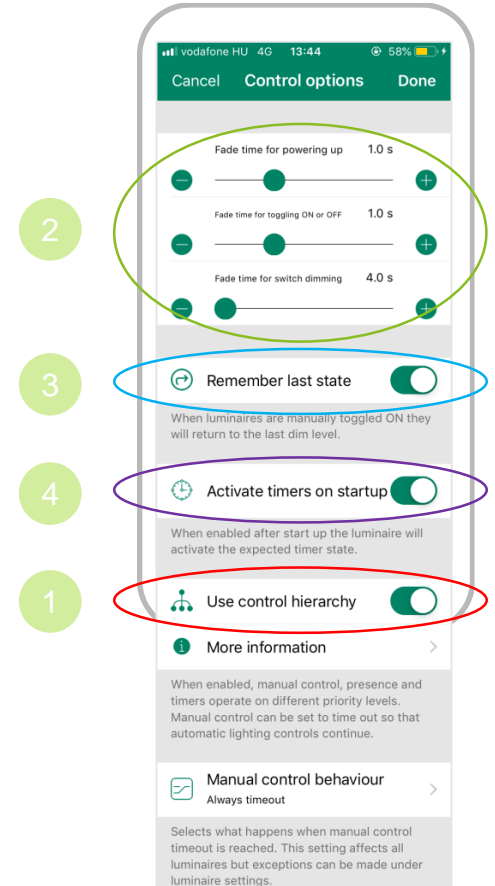 vodafone HU 4G 13:44 58%
Cancel Control options Done
Fade time for powering up 1.0 s
2
Fade time for toggling ON or OFF 1.0 s
Fade time for switch dimming 4.0 s
3
Remember last state
When luminaires are manually toggled ON they
will return to the last dim level.
4
Activate timers on startup
When enabled after start up the luminaire will
activate the expected timer state.
1
Use control hierarchy
More information
When enabled, manual control, presence and
timers operate on different priority levels.
Manual control can be set to time out so that
automatic lighting controls continue.
Manual control behaviour
Always timeout
Selects what happens when manual control
timeout is reached. This setting affects all
luminaires but exceptions can be made under
luminaire settings.